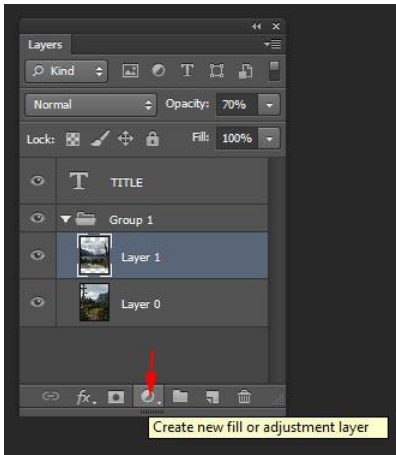 Layers
Kind
T
Normal Opacity: 70%
Lock: Fill: 100%
T TITLE
Group 1
Layer 1
Layer 0
fx.
Create new fill or adjustment layer